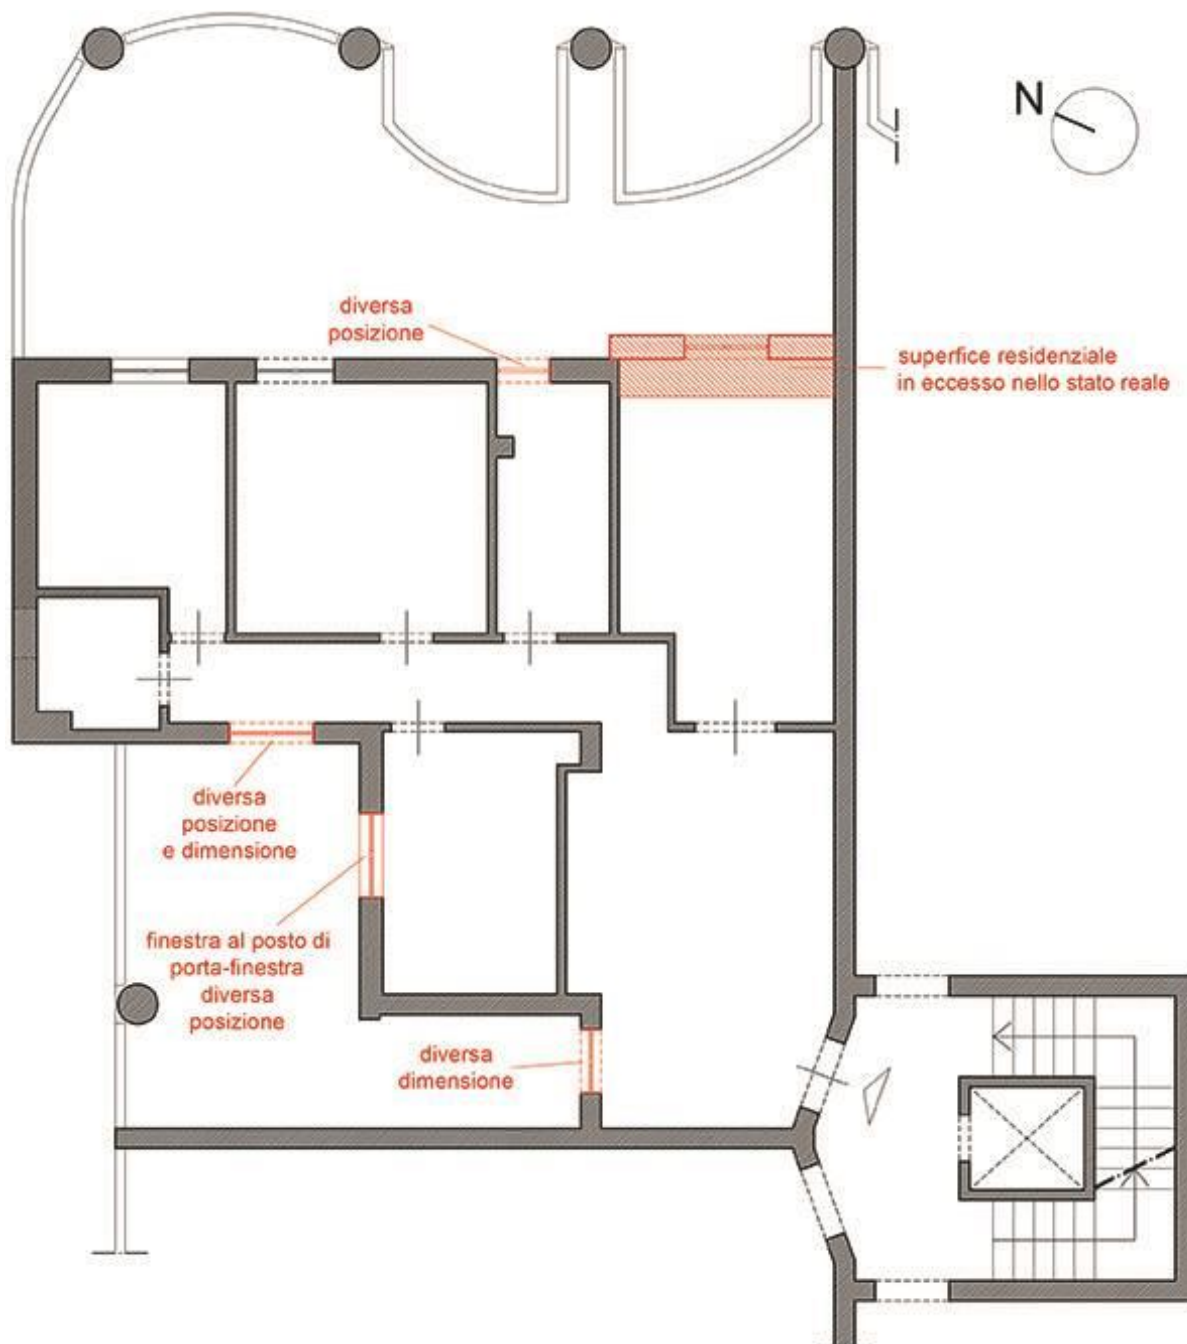 N
diversa
posizione
superfice residenziale
in eccesso nello stato reale
diversa
posizione
e dimensione
finestra al posto di
porta-finestra
diversa
posizione
diversa
dimensione